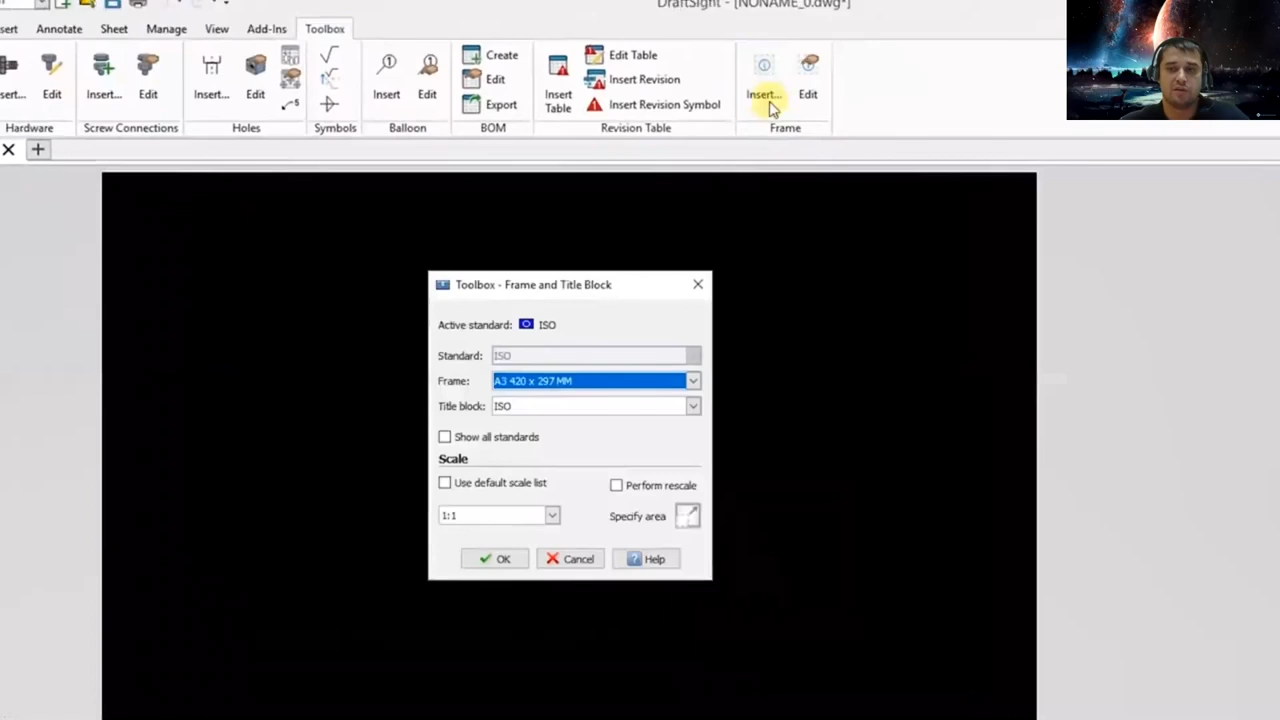 DraftSight - [NONAME_0.dwg*]
sert Annotate Sheet Manage View Add-Ins Toolbox
sert... Edit Insert... Edit Insert... Edit Insert Edit
Hardware Screw Connections Holes Symbols Balloon
Create
Edit
Export
BOM
Insert Table
Edit Table
Insert Revision
Insert Revision Symbol
Revision Table
Insert... Edit
Frame
Toolbox - Frame and Title Block
Active standard: ISO
Standard: ISO
Frame: A3 420 x 297 MM
Title block: ISO
Show all standards
Scale
Use default scale list Perform rescale
1:1 Specify area
OK Cancel Help